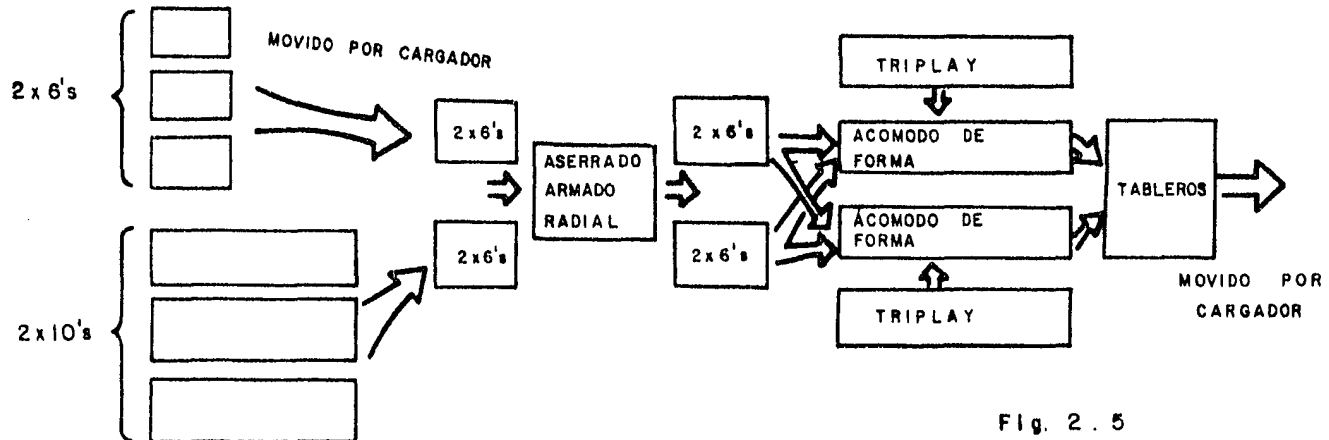 2 x 6's
MOVIDO POR CARGADOR
2 x 10's
2 x 6's
2 x 6's
ASERRADO
ARMADO
RADIAL
2 x 6's
2 x 6's
TRIPLAY
ACOMODO DE
FORMA
ACOMODO DE
FORMA
TRIPLAY
TABLEROS
MOVIDO POR
CARGADOR
Fig. 2.5